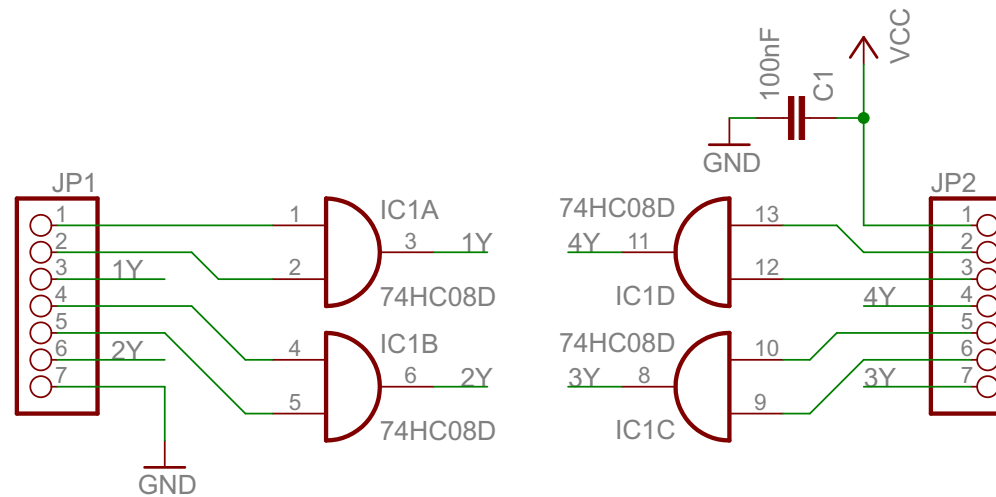 100nF
C1
VCC
GND
JP1
1
2
3
1Y
4
5
6
2Y
7
GND
IC1A
1
2
3
1Y
74HC08D
IC1B
4
5
6
2Y
74HC08D
74HC08D
4Y
11
13
12
IC1D
74HC08D
3Y
8
10
9
IC1C
JP2
1
2
3
4Y
4
5
6
3Y
7